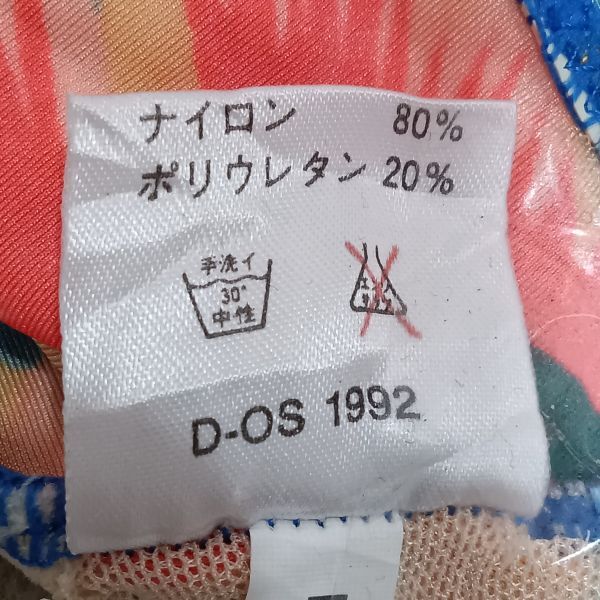 ナイロン 80%
ポリウレタン 20%
手洗イ
30°
中性
D-OS 1992